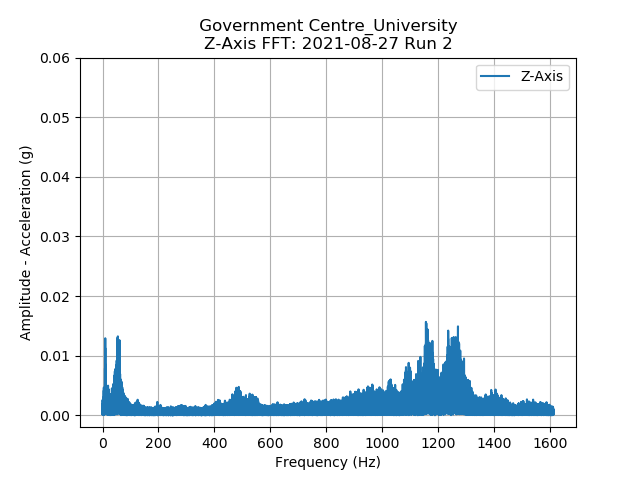 Government Centre_University
Z-Axis FFT: 2021-08-27 Run 2
Z-Axis
Amplitude - Acceleration (g)
0.06
0.05
0.04
0.03
0.02
0.01
0.00
0 200 400 600 800 1000 1200 1400 1600
Frequency (Hz)